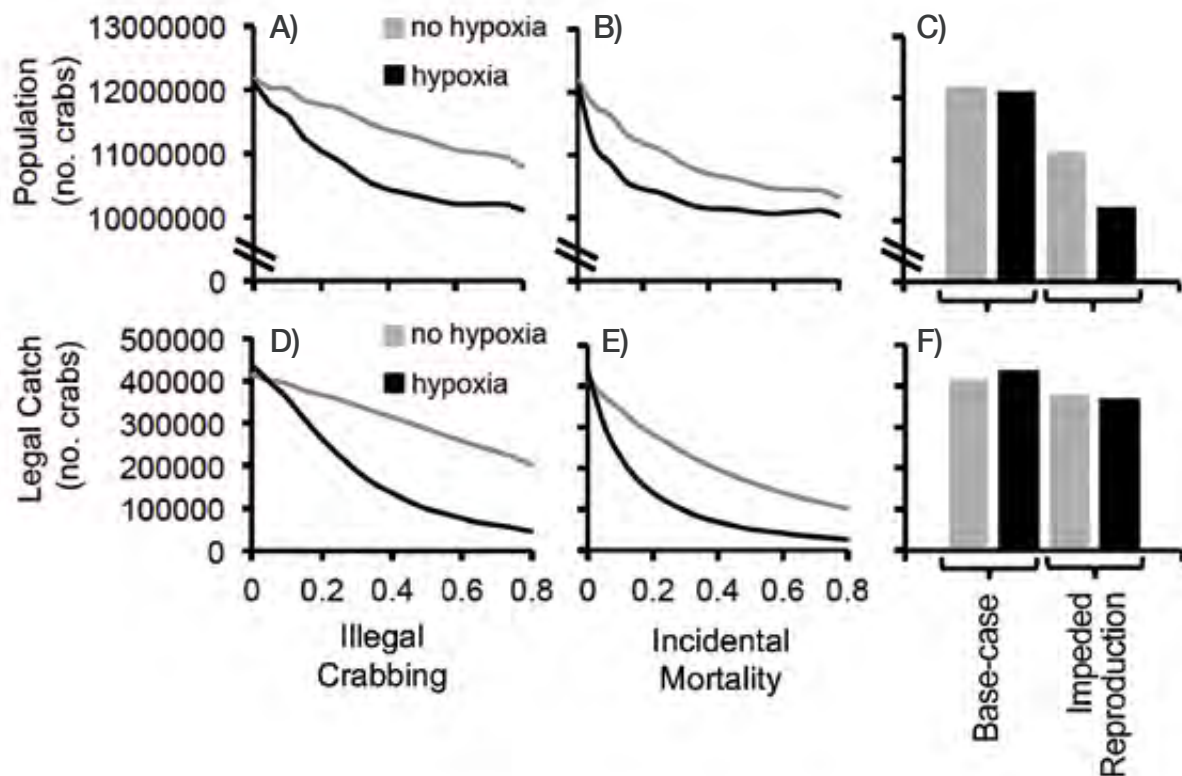 A)
no hypoxia
hypoxia
B)
C)
Population
(no. crabs)
13000000
12000000
11000000
10000000
0
D)
no hypoxia
hypoxia
E)
F)
Legal Catch
(no. crabs)
500000
400000
300000
200000
100000
0
0 0.2 0.4 0.6 0.8
0 0.2 0.4 0.6 0.8
Illegal
Crabbing
Incidental
Mortality
Base-case
Impeded
Reproduction